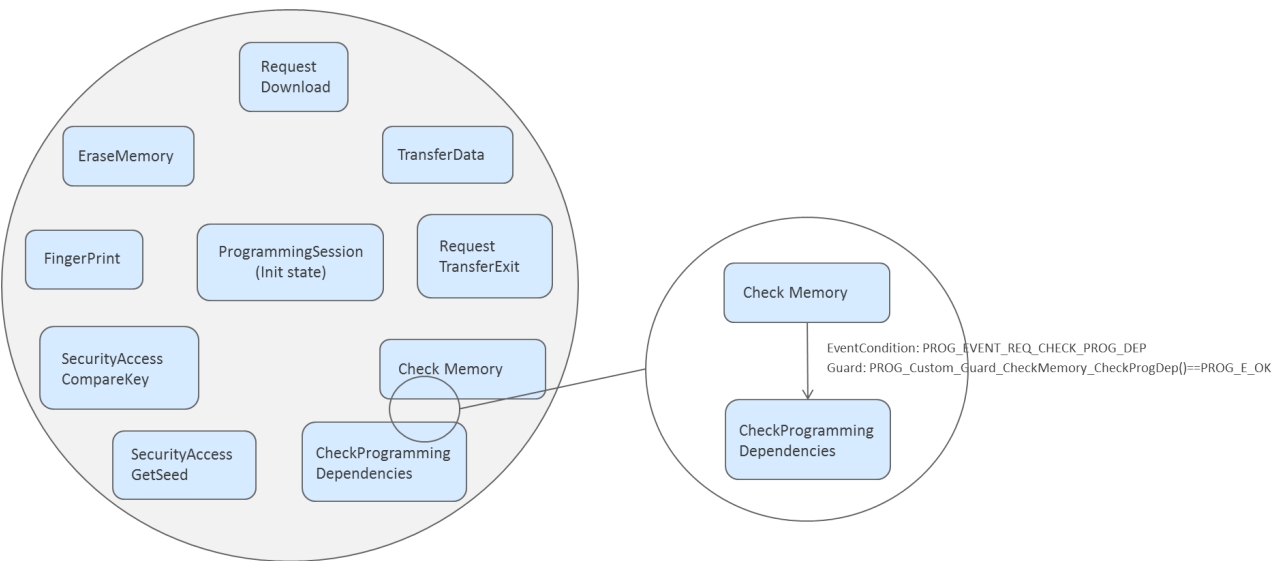 Request
Download
EraseMemory
TransferData
FingerPrint
ProgrammingSession
(Init state)
Request
TransferExit
SecurityAccess
CompareKey
Check Memory
SecurityAccess
GetSeed
CheckProgramming
Dependencies
Check Memory
EventCondition: PROG_EVENT_REQ_CHECK_PROG_DEP
Guard: PROG_Custom_Guard_CheckMemory_CheckProgDep()==PROG_E_OK
CheckProgramming
Dependencies